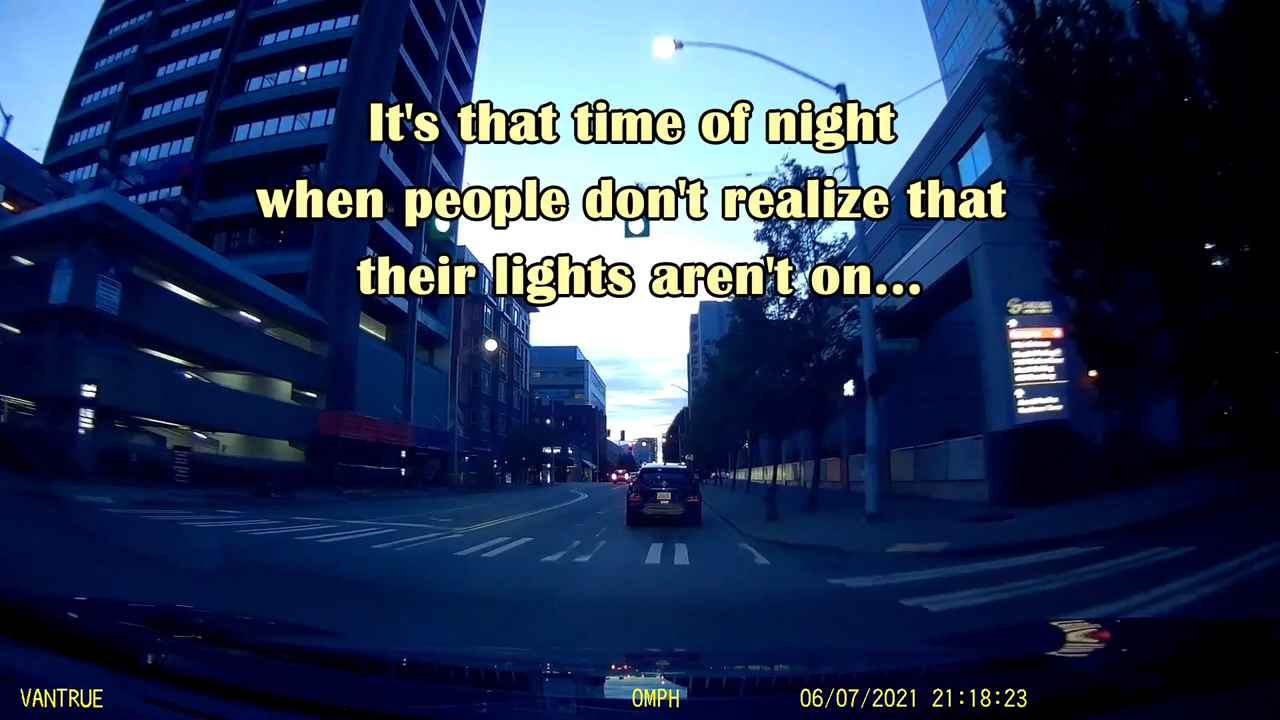 It's that time of night
when people don't realize that
their lights aren't on...
VANTRUE
0MPH
06/07/2021 21:18:23